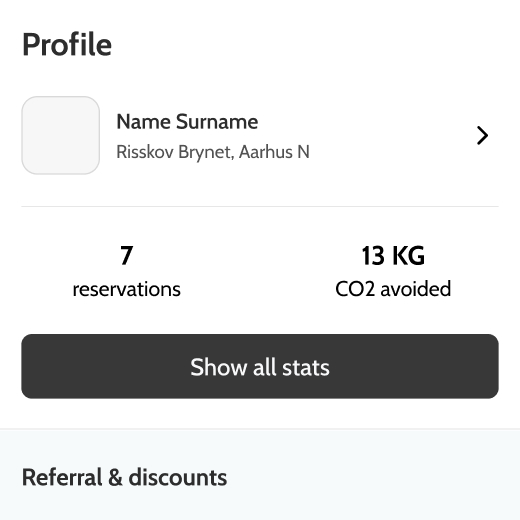 Profile
Name Surname
Risskov Brynet, Aarhus N
7
reservations
13 KG
CO2 avoided
Show all stats
Referral & discounts